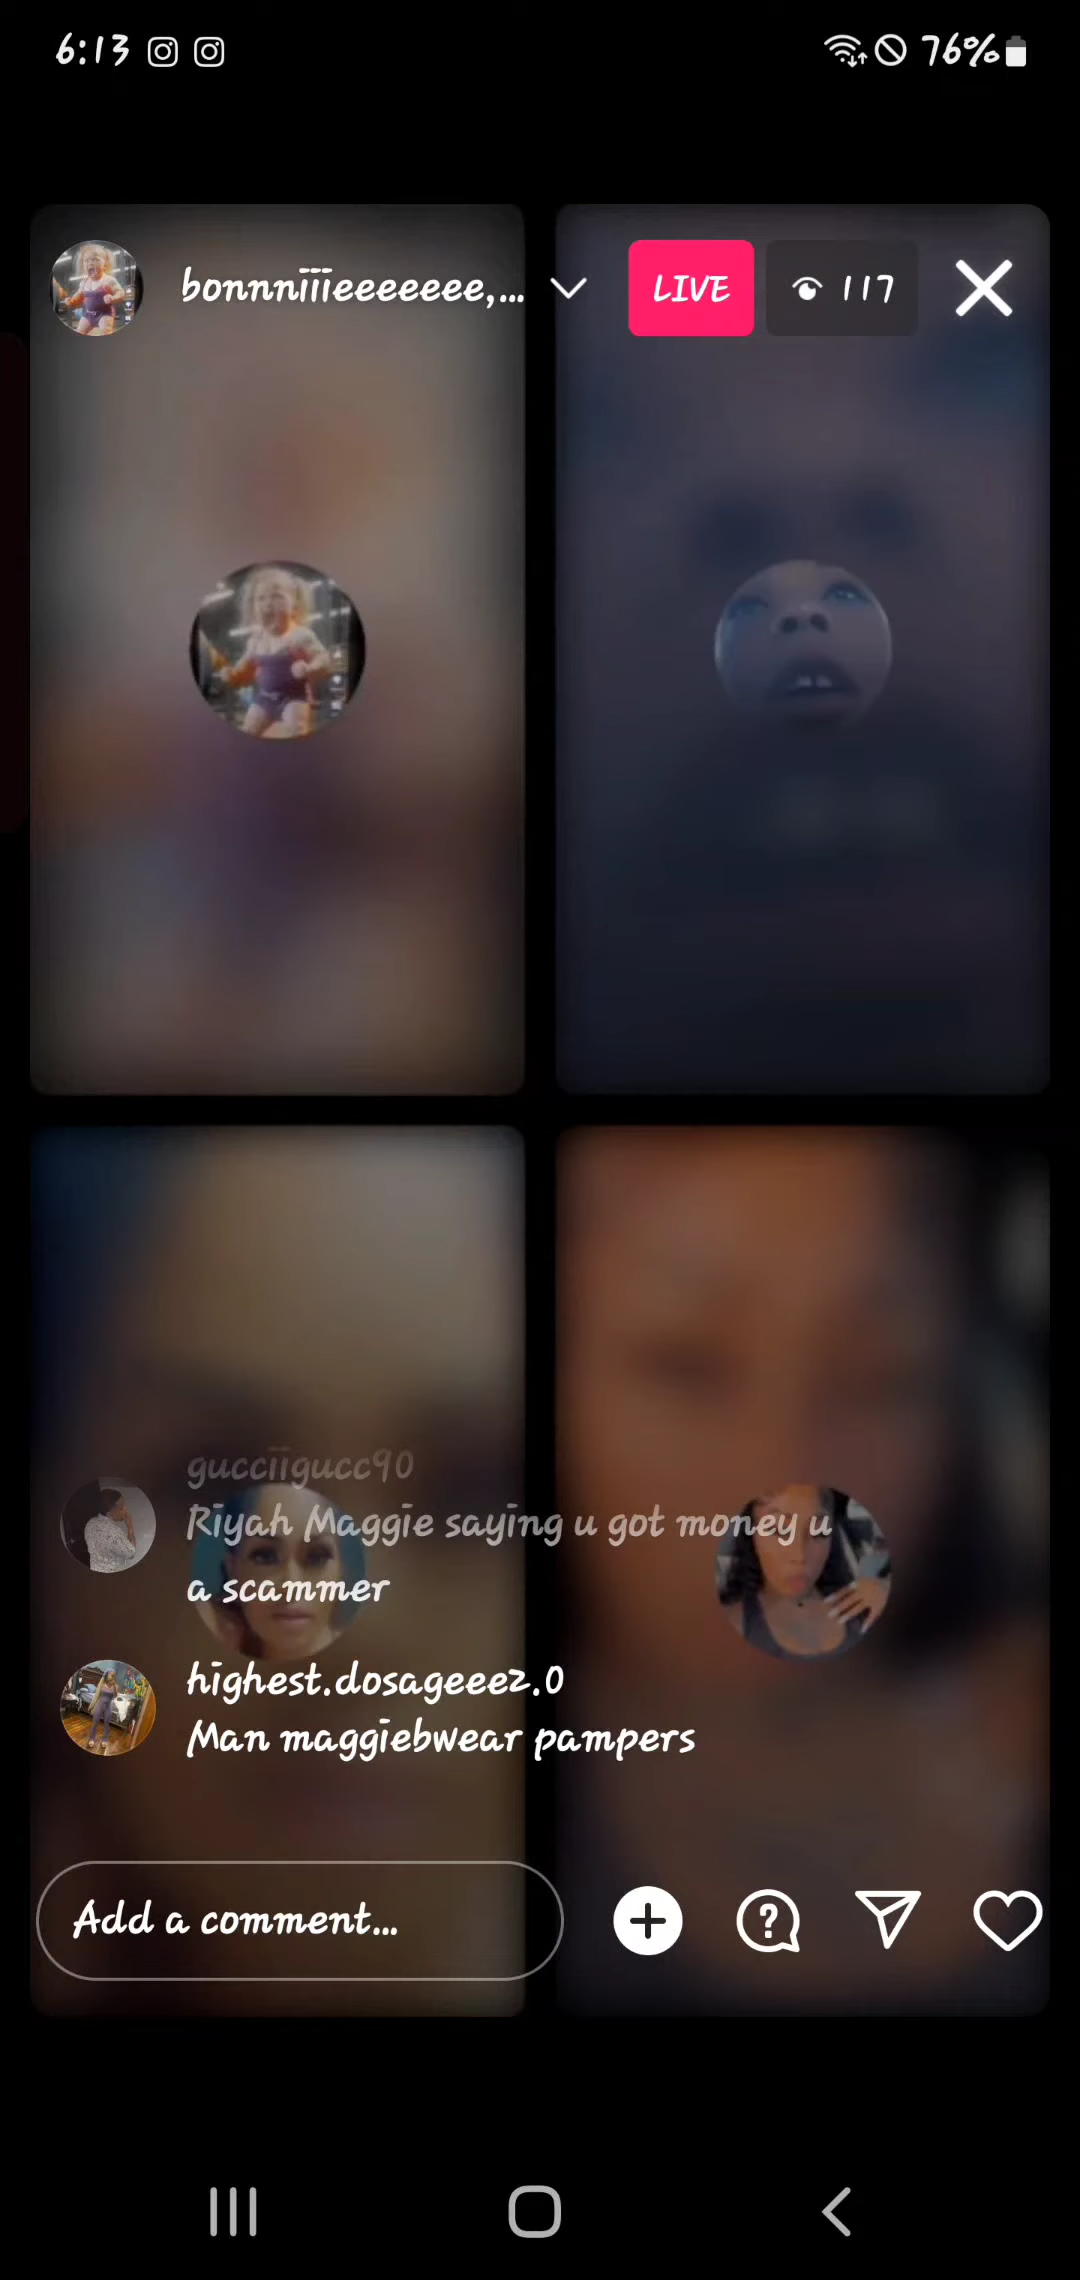 6:13
76%
bonnnïïïeeeeeee,...
LIVE
117
gucciigucc90
Riyah Maggie saying u got money u
a scammer
highest.dosageeez.0
Man maggiebwear pampers
Add a comment...